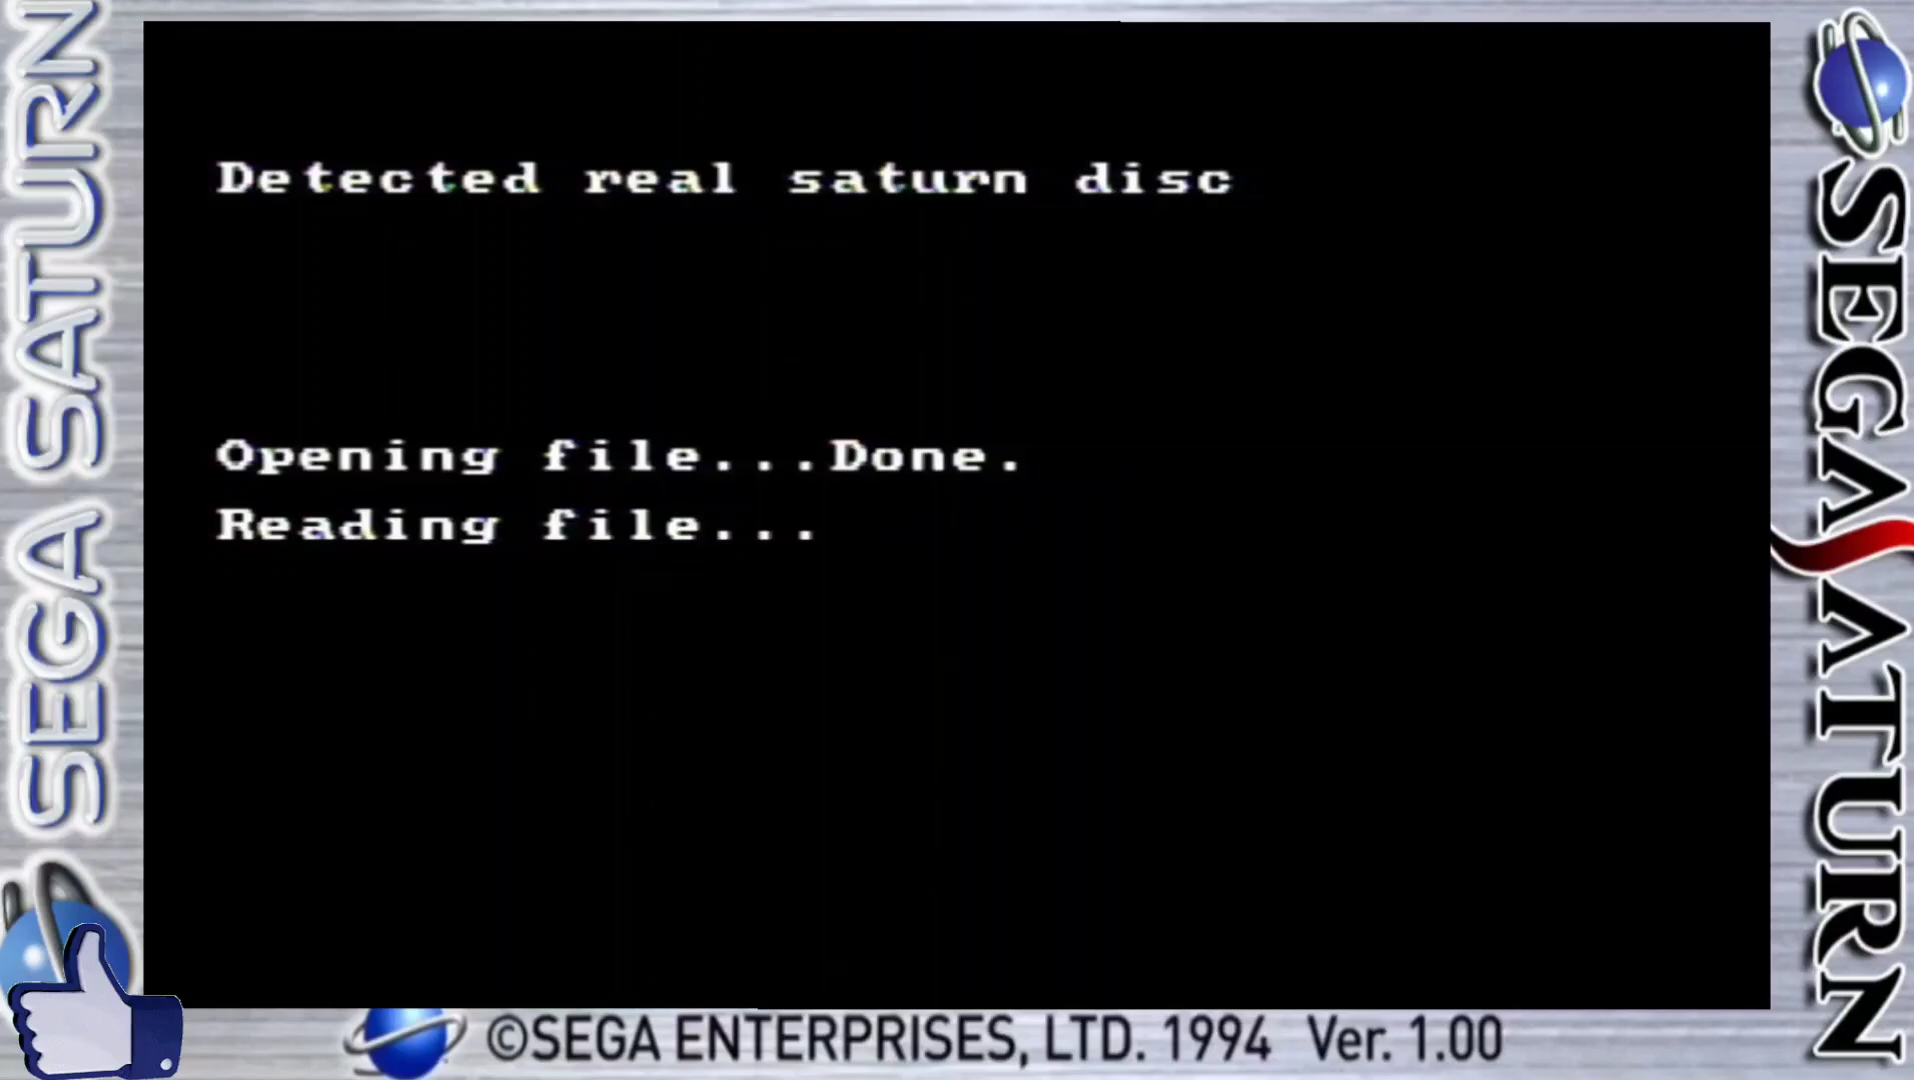 Detected real saturn disc
Opening file...Done.
Reading file...
SEGA SATURN
SEGA SATURN
©SEGA ENTERPRISES, LTD. 1994 Ver. 1.00